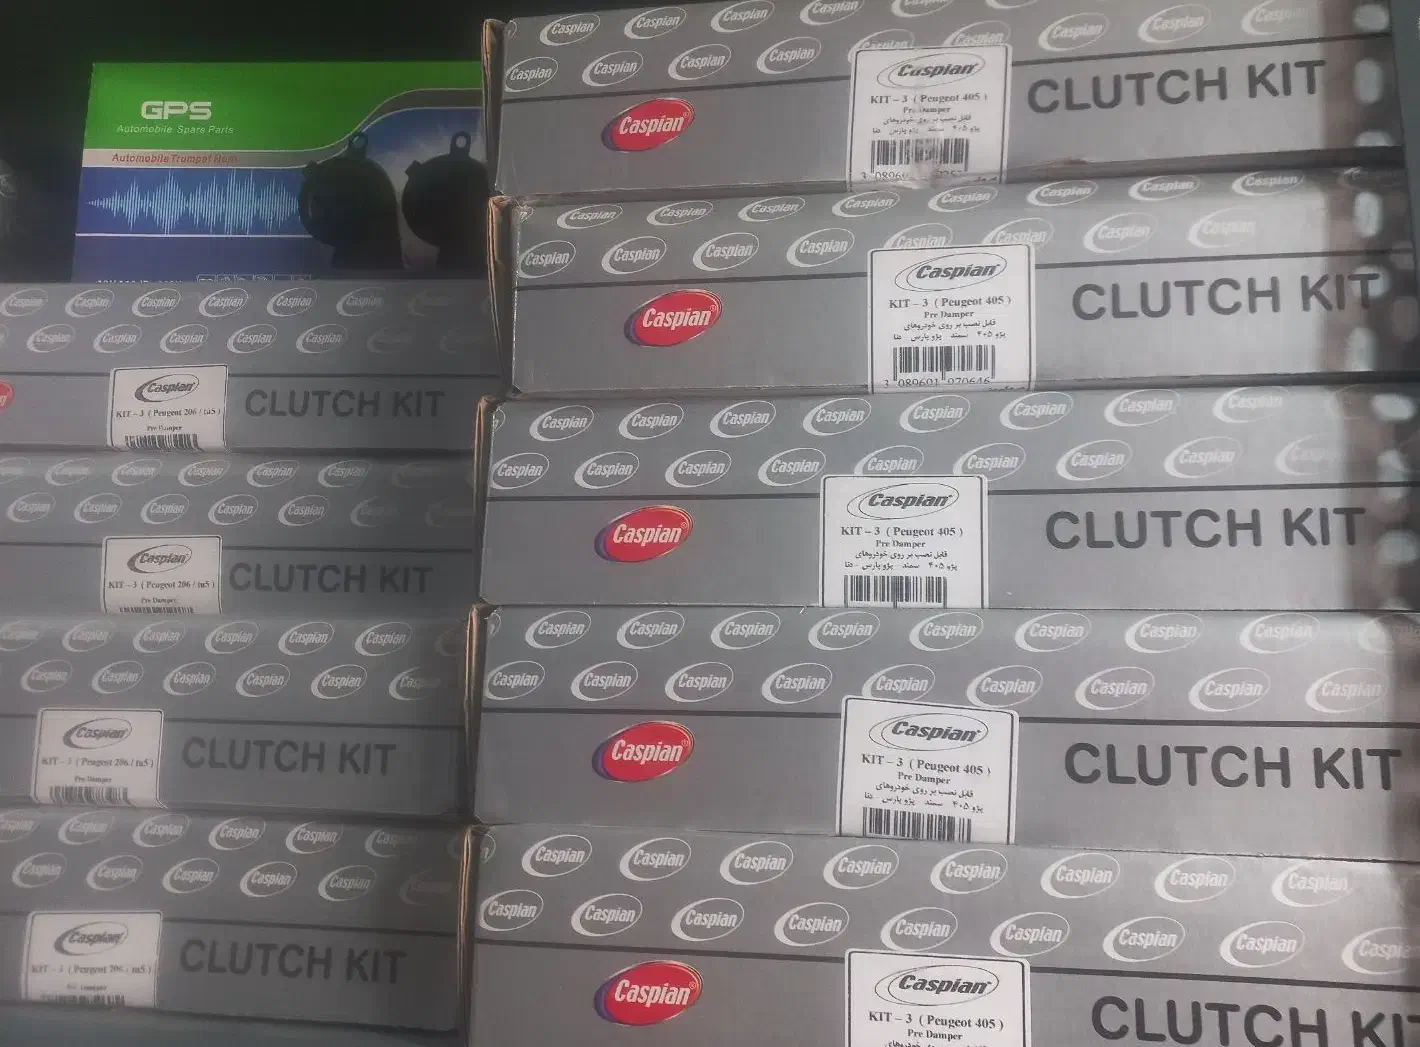 GPS
Automobile Spare Parts
Automobile Trumpet Horn
Caspian
KIT – 3 ( Peugeot 206 / tu5 )
Pre Damper
CLUTCH KIT
Caspian
KIT – 3 ( Peugeot 206 / tu5 )
Pre Damper
CLUTCH KIT
Caspian
KIT – 3 ( Peugeot 206 / tu5 )
Pre Damper
CLUTCH KIT
Caspian
KIT – 3 ( Peugeot 206 / tu5 )
CLUTCH KIT
Caspian
Caspian
KIT – 3 ( Peugeot 405 )
Pre Damper
قابل نصب بر روی خودروهای
پژو ۴۰۵ سمند پژو پارس - دنا
CLUTCH KIT
Caspian
Caspian
KIT – 3 ( Peugeot 405 )
Pre Damper
قابل نصب بر روی خودروهای
پژو ۴۰۵ سمند پژو پارس - دنا
3 089601 070646
CLUTCH KIT
Caspian
Caspian
KIT – 3 ( Peugeot 405 )
Pre Damper
قابل نصب بر روی خودروهای
پژو ۴۰۵ سمند پژو پارس - دنا
CLUTCH KIT
Caspian
Caspian
KIT – 3 ( Peugeot 405 )
Pre Damper
قابل نصب بر روی خودروهای
پژو ۴۰۵ سمند پژو پارس - دنا
CLUTCH KIT
Caspian
Caspian
KIT – 3 ( Peugeot 405 )
Pre Damper
CLUTCH KIT